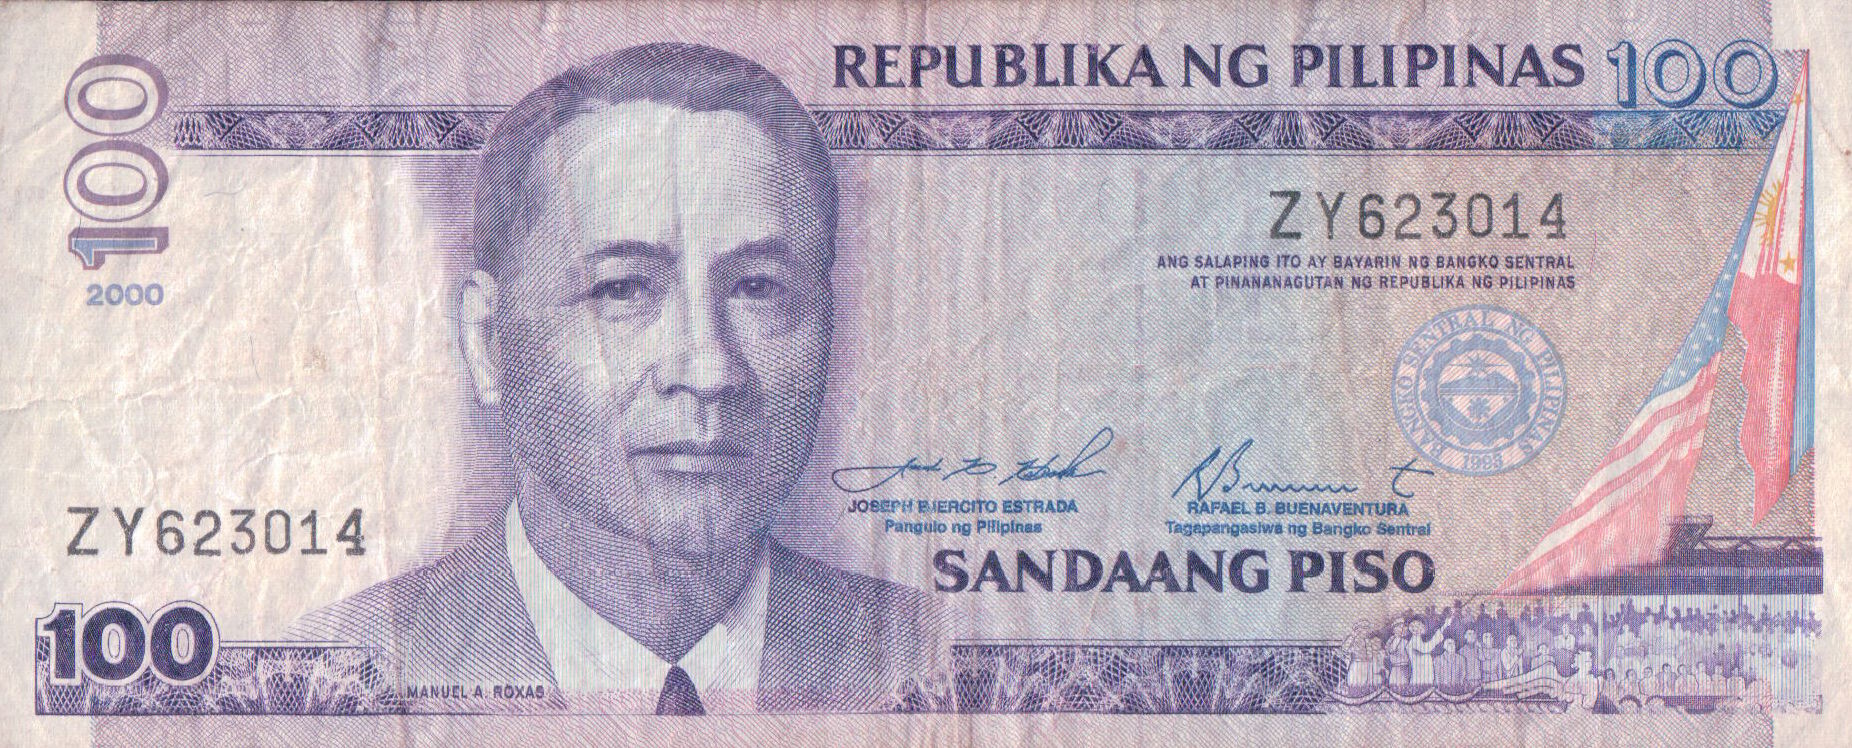 100
2000
REPUBLIKA NG PILIPINAS 100
ZY623014
ANG SALAPING ITO AY BAYARIN NG BANGKO SENTRAL
AT PINANANAGUTAN NG REPUBLIKA NG PILIPINAS
BANGKO SENTRAL NG PILIPINAS
1993
JOSEPH EJERCITO ESTRADA
Pangulo ng Pilipinas
RAFAEL B. BUENAVENTURA
Tagapangasiwa ng Bangko Sentral
ZY623014
SANDAANG PISO
100
MANUEL A. ROXAS